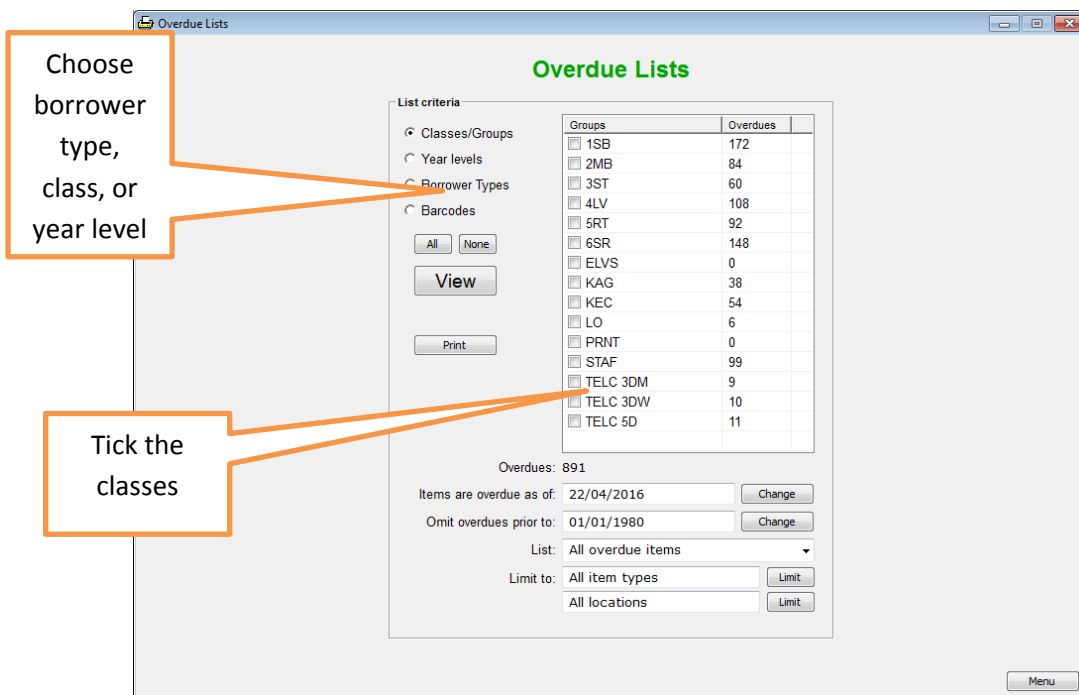 Overdue Lists
Choose
borrower
type,
class, or
year level
Overdue Lists
List criteria
Classes/Groups
Year levels
Borrower Types
Barcodes
All None
View
Print
Groups Overdues
1SB 172
2MB 84
3ST 60
4LV 108
5RT 92
6SR 148
ELVS 0
KAG 38
KEC 54
LO 6
PRNT 0
STAF 99
TELC 3DM 9
TELC 3DW 10
TELC 5D 11
Tick the
classes
Overdues: 891
Items are overdue as of: 22/04/2016 Change
Omit overdues prior to: 01/01/1980 Change
List: All overdue items
Limit to: All item types Limit
All locations Limit
Menu